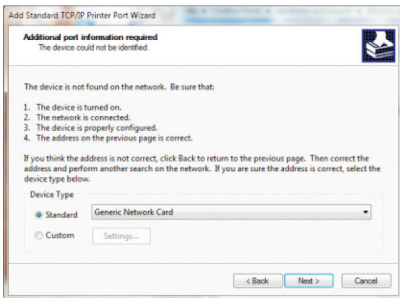 Add Standard TCP/IP Printer Port Wizard
Additional port information required
The device could not be identified.
The device is not found on the network. Be sure that:
1. The device is turned on.
2. The network is connected.
3. The device is properly configured.
4. The address on the previous page is correct.
If you think the address is not correct, click Back to return to the previous page. Then correct the
address and perform another search on the network. If you are sure the address is correct, select the
device type below.
Device Type
Standard
Generic Network Card
Custom
Settings...
< Back
Next >
Cancel